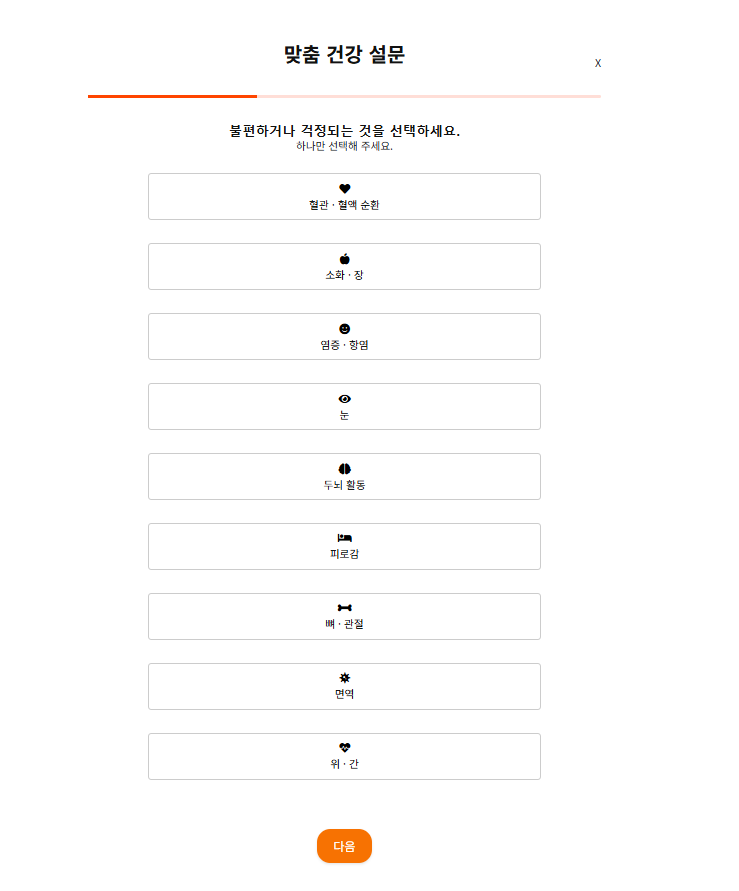 맞춤 건강 설문
X
불편하거나 걱정되는 것을 선택하세요.
하나만 선택해 주세요.
혈관 · 혈액 순환
소화 · 장
염증 · 항염
눈
두뇌 활동
피로감
뼈 · 관절
면역
위 · 간
다음